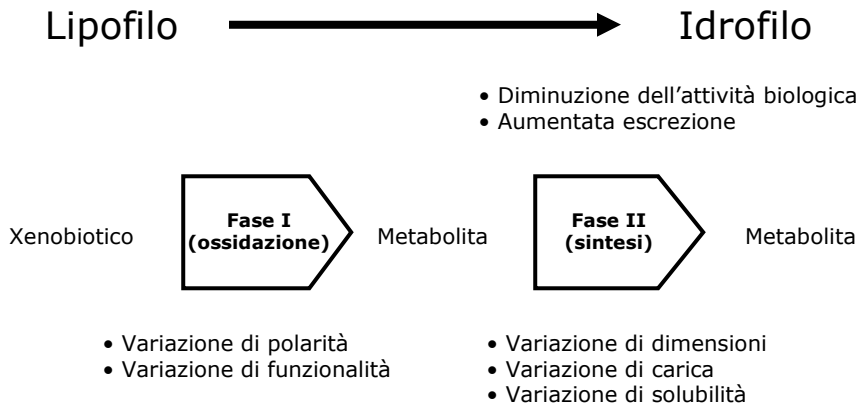 Lipofilo Idrofilo
• Diminuzione dell'attività biologica
• Aumentata escrezione
Xenobiotico
Fase I
(ossidazione)
Metabolita
Fase II
(sintesi)
Metabolita
• Variazione di polarità
• Variazione di funzionalità
• Variazione di dimensioni
• Variazione di carica
• Variazione di solubilità